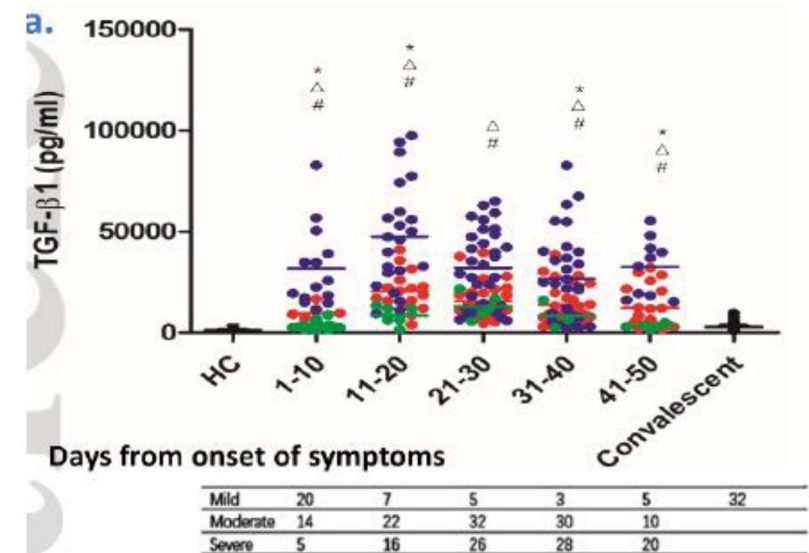 a.
TGF-β1 (pg/ml)
150000
100000
50000
0
*
△
#
*
△
#
△
#
*
△
#
*
△
#
HC
1-10
11-20
21-30
31-40
41-50
Convalescent
Days from onset of symptoms
Mild 20 7 5 3 5 32
Moderate 14 22 32 30 10
Severe 5 16 26 28 20